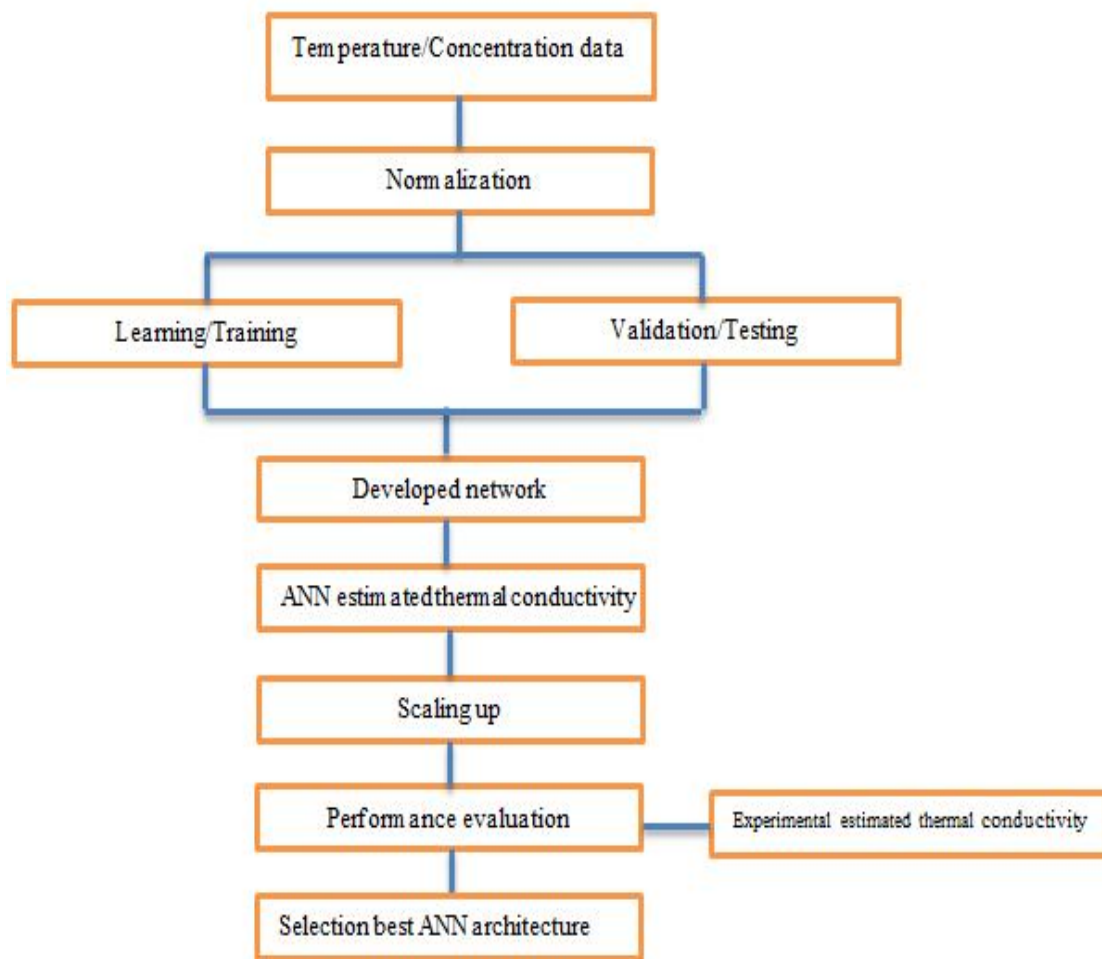 Temperature/Concentration data
Normalization
Learning/Training
Validation/Testing
Developed network
ANN estimated thermal conductivity
Scaling up
Performance evaluation
Experimental estimated thermal conductivity
Selection best ANN architecture